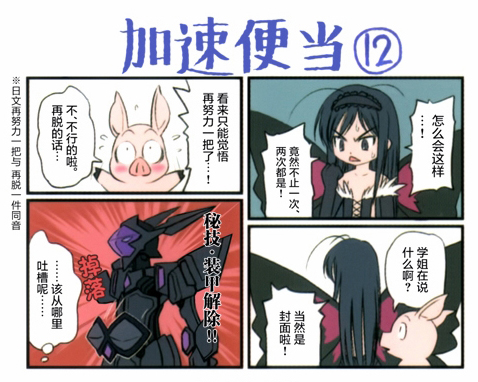 加速便当⑫
怎么会这样
…！
竟然不止一次、
两次都是！
学姐在说
什么啊？
当然是
封面啦！
看来只能觉悟
再努力一把了…！
不、不行的啦。
再脱的话…
秘技·装甲解除！！
掉落
……该从哪里
吐槽呢……
※日文再努力一把与 再脱一件同音